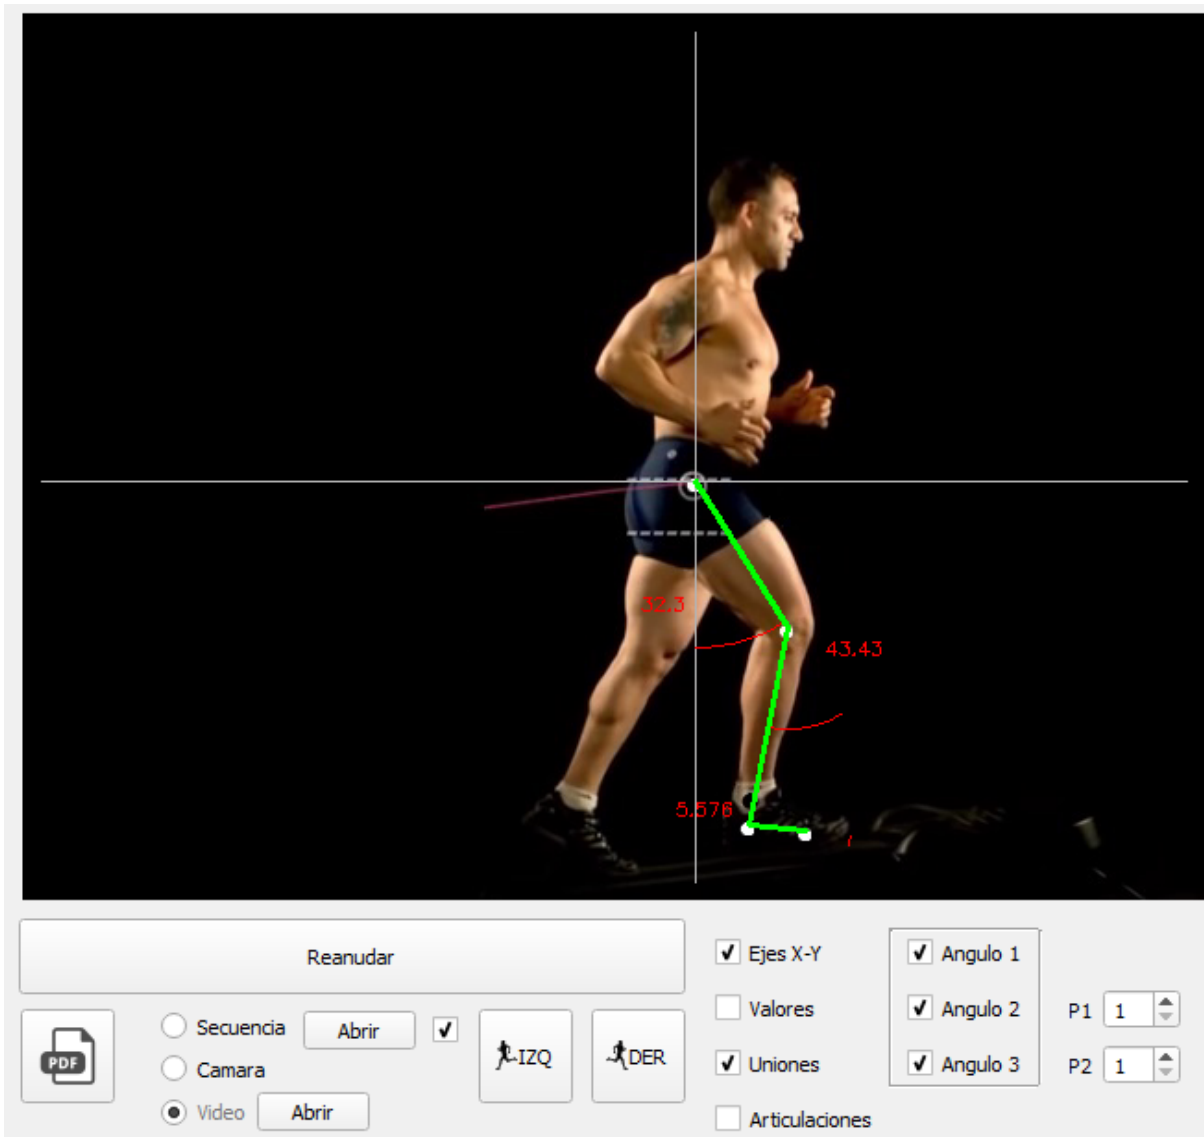 32.3
43.43
5.576
Reanudar
Ejes X-Y
Angulo 1
Secuencia
Abrir
Valores
Angulo 2
P1
1
PDF
IZQ
DER
Camara
Uniones
Angulo 3
P2
1
Video
Abrir
Articulaciones